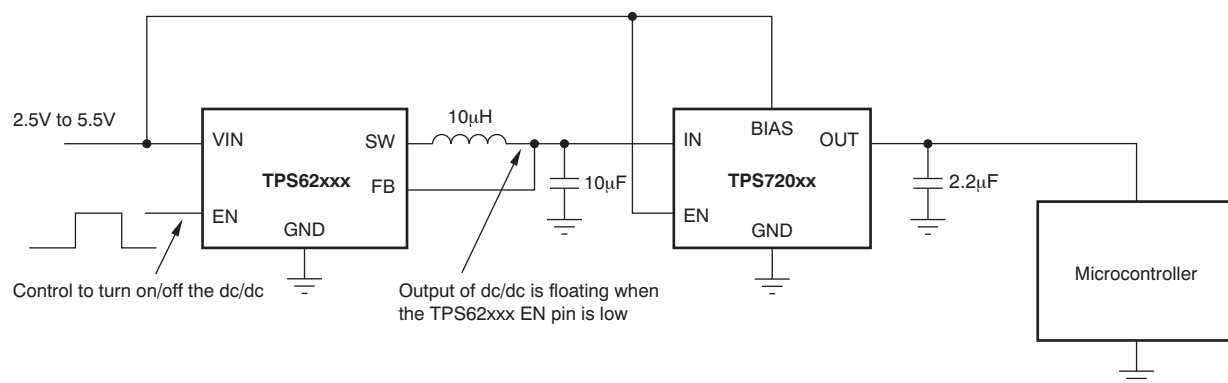 2.5V to 5.5V
VIN
SW
TPS62xxx
FB
EN
GND
10μH
10μF
IN
BIAS
OUT
TPS720xx
EN
GND
2.2μF
Microcontroller
Control to turn on/off the dc/dc
Output of dc/dc is floating when
the TPS62xxx EN pin is low